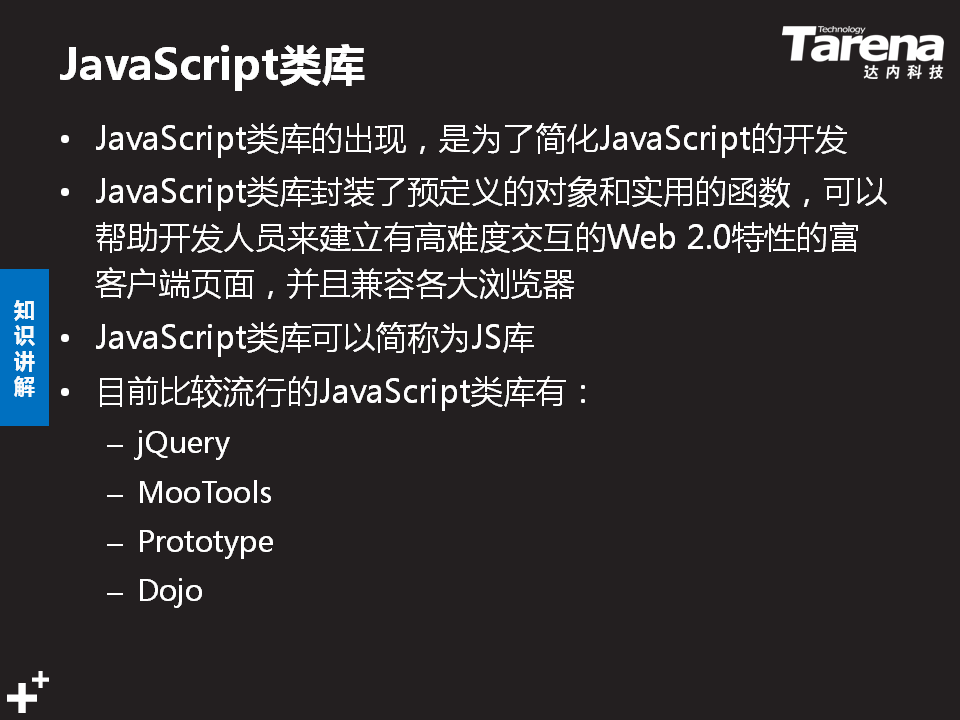 JavaScript类库
Technology
Tarena
达内科技
• JavaScript类库的出现，是为了简化JavaScript的开发
• JavaScript类库封装了预定义的对象和实用的函数，可以
帮助开发人员来建立有高难度交互的Web 2.0特性的富
客户端页面，并且兼容各大浏览器
• JavaScript类库可以简称为JS库
• 目前比较流行的JavaScript类库有：
– jQuery
– MooTools
– Prototype
– Dojo
知识讲解